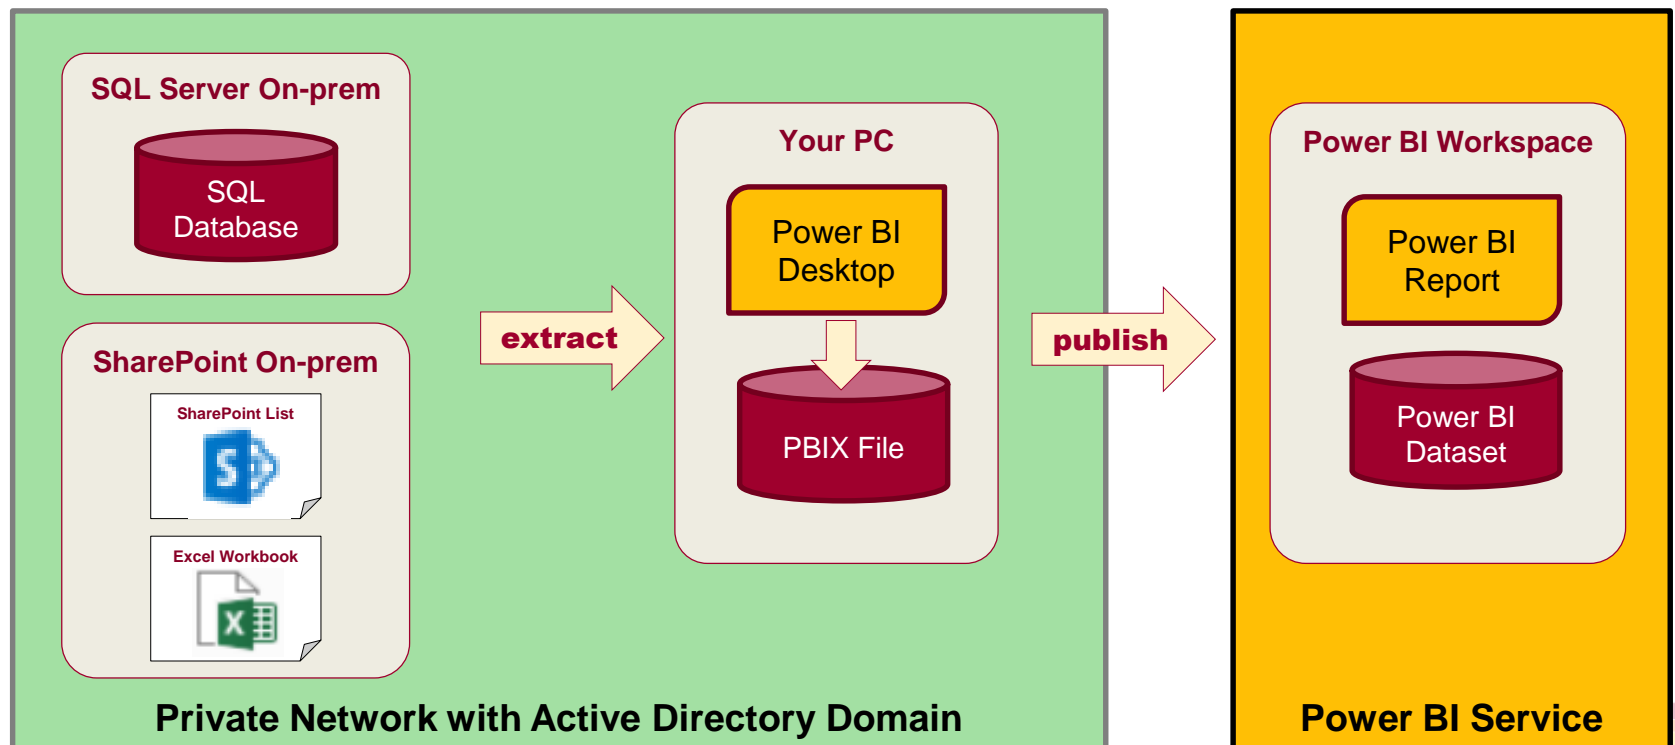 SQL Server On-prem
SQL
Database
SharePoint On-prem
SharePoint List
S
Excel Workbook
X
extract
Your PC
Power BI
Desktop
PBIX File
publish
Private Network with Active Directory Domain
Power BI Workspace
Power BI
Report
Power BI
Dataset
Power BI Service